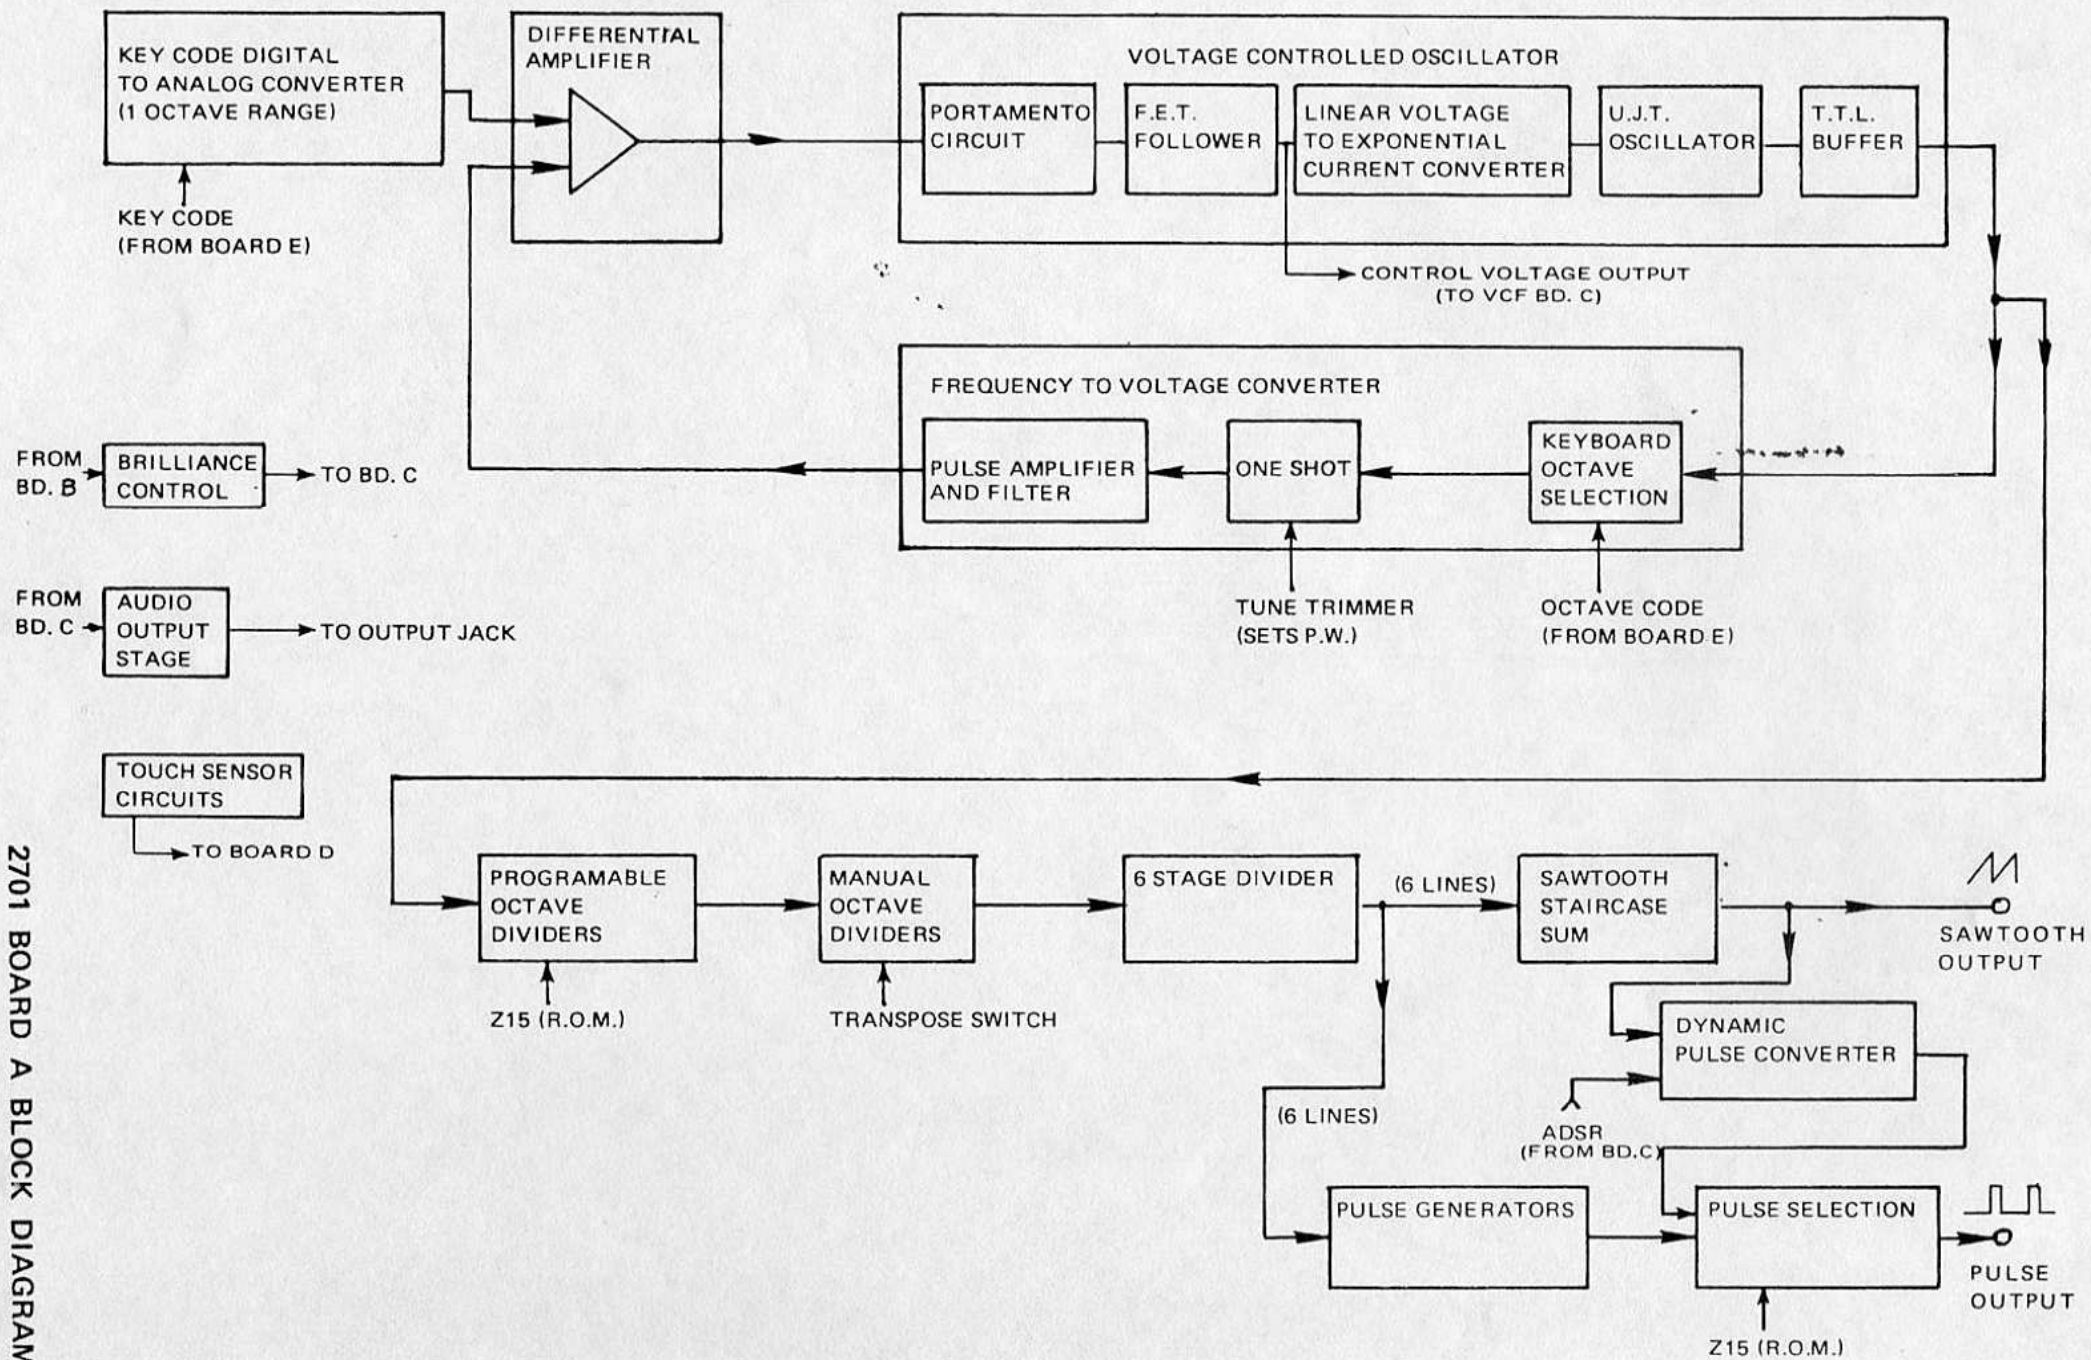 KEY CODE DIGITAL
TO ANALOG CONVERTER
(1 OCTAVE RANGE)
KEY CODE
(FROM BOARD E)
DIFFERENTIAL
AMPLIFIER
VOLTAGE CONTROLLED OSCILLATOR
PORTAMENTO
CIRCUIT
F.E.T.
FOLLOWER
LINEAR VOLTAGE
TO EXPONENTIAL
CURRENT CONVERTER
U.J.T.
OSCILLATOR
T.T.L.
BUFFER
CONTROL VOLTAGE OUTPUT
(TO VCF BD. C)
FREQUENCY TO VOLTAGE CONVERTER
PULSE AMPLIFIER
AND FILTER
ONE SHOT
KEYBOARD
OCTAVE
SELECTION
TUNE TRIMMER
(SETS P.W.)
OCTAVE CODE
(FROM BOARD E)
FROM
BD. B
BRILLIANCE
CONTROL
TO BD. C
FROM
BD. C
AUDIO
OUTPUT
STAGE
TO OUTPUT JACK
TOUCH SENSOR
CIRCUITS
TO BOARD D
PROGRAMABLE
OCTAVE
DIVIDERS
Z15 (R.O.M.)
MANUAL
OCTAVE
DIVIDERS
TRANSPOSE SWITCH
6 STAGE DIVIDER
(6 LINES)
SAWTOOTH
STAIRCASE
SUM
SAWTOOTH
OUTPUT
DYNAMIC
PULSE CONVERTER
ADSR
(FROM BD.C)
(6 LINES)
PULSE GENERATORS
PULSE SELECTION
PULSE
OUTPUT
Z15 (R.O.M.)
2701 BOARD A BLOCK DIAGRAM